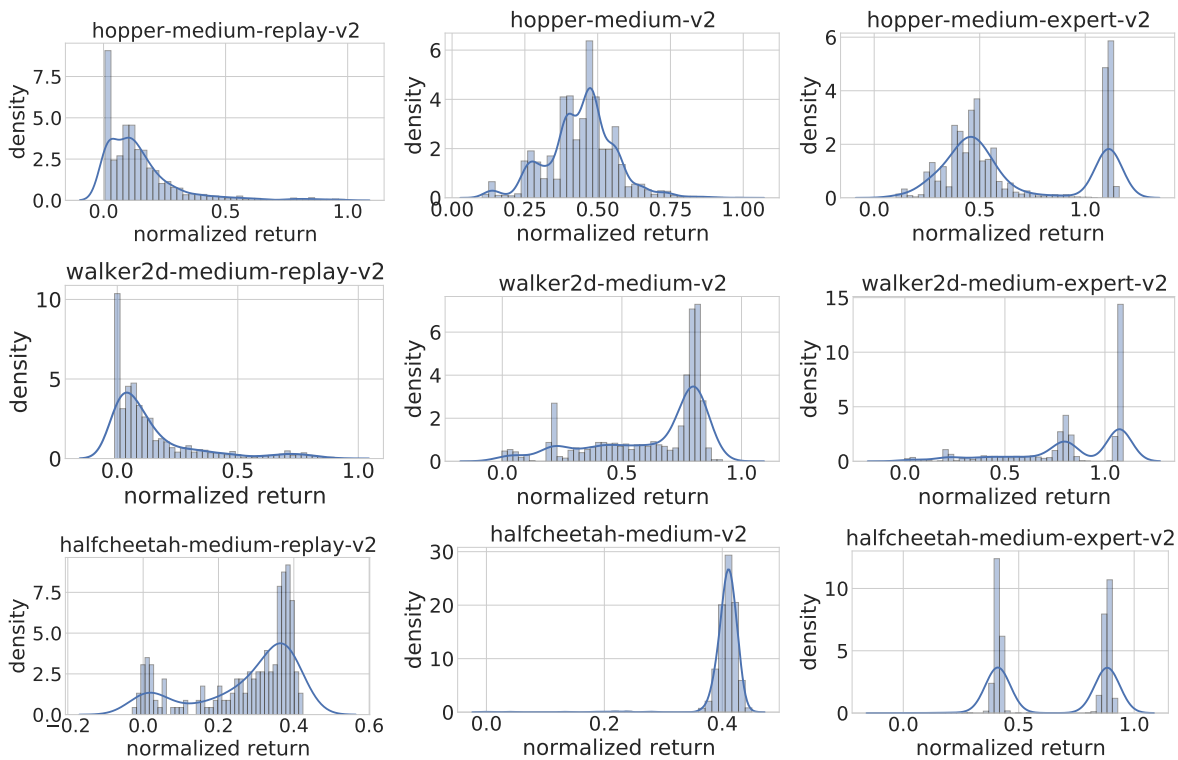 hopper-medium-replay-v2
density
7.5
5.0
2.5
0.0
0.0 0.5 1.0
normalized return
hopper-medium-v2
density
6
4
2
0
0.00 0.25 0.50 0.75 1.00
normalized return
hopper-medium-expert-v2
density
6
4
2
0
0.0 0.5 1.0
normalized return
walker2d-medium-replay-v2
density
10
5
0
0.0 0.5 1.0
normalized return
walker2d-medium-v2
density
6
4
2
0
0.0 0.5 1.0
normalized return
walker2d-medium-expert-v2
density
15
10
5
0
0.0 0.5 1.0
normalized return
halfcheetah-medium-replay-v2
density
7.5
5.0
2.5
0.0
−0.2 0.0 0.2 0.4 0.6
normalized return
halfcheetah-medium-v2
density
30
20
10
0
0.0 0.2 0.4
normalized return
halfcheetah-medium-expert-v2
density
10
5
0
0.0 0.5 1.0
normalized return